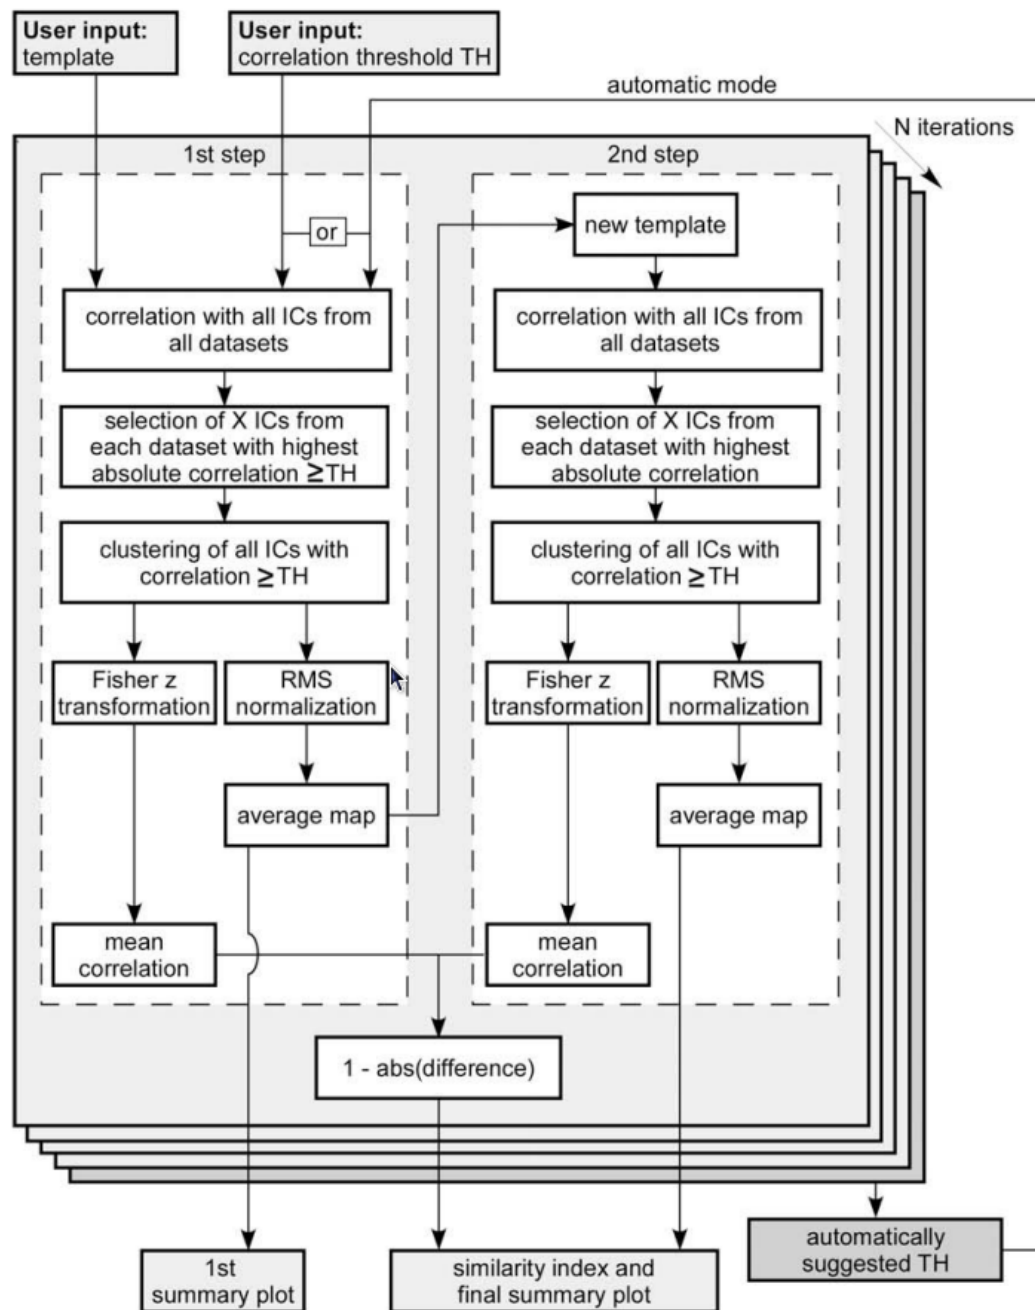 User input:
template
User input:
correlation threshold TH
automatic mode
N iterations
1st step
2nd step
or
new template
correlation with all ICs from
all datasets
correlation with all ICs from
all datasets
selection of X ICs from
each dataset with highest
absolute correlation ≥TH
selection of X ICs from
each dataset with highest
absolute correlation
clustering of all ICs with
correlation ≥TH
clustering of all ICs with
correlation ≥TH
Fisher z
transformation
RMS
normalization
Fisher z
transformation
RMS
normalization
average map
average map
mean
correlation
mean
correlation
1 - abs(difference)
1st
summary plot
similarity index and
final summary plot
automatically
suggested TH